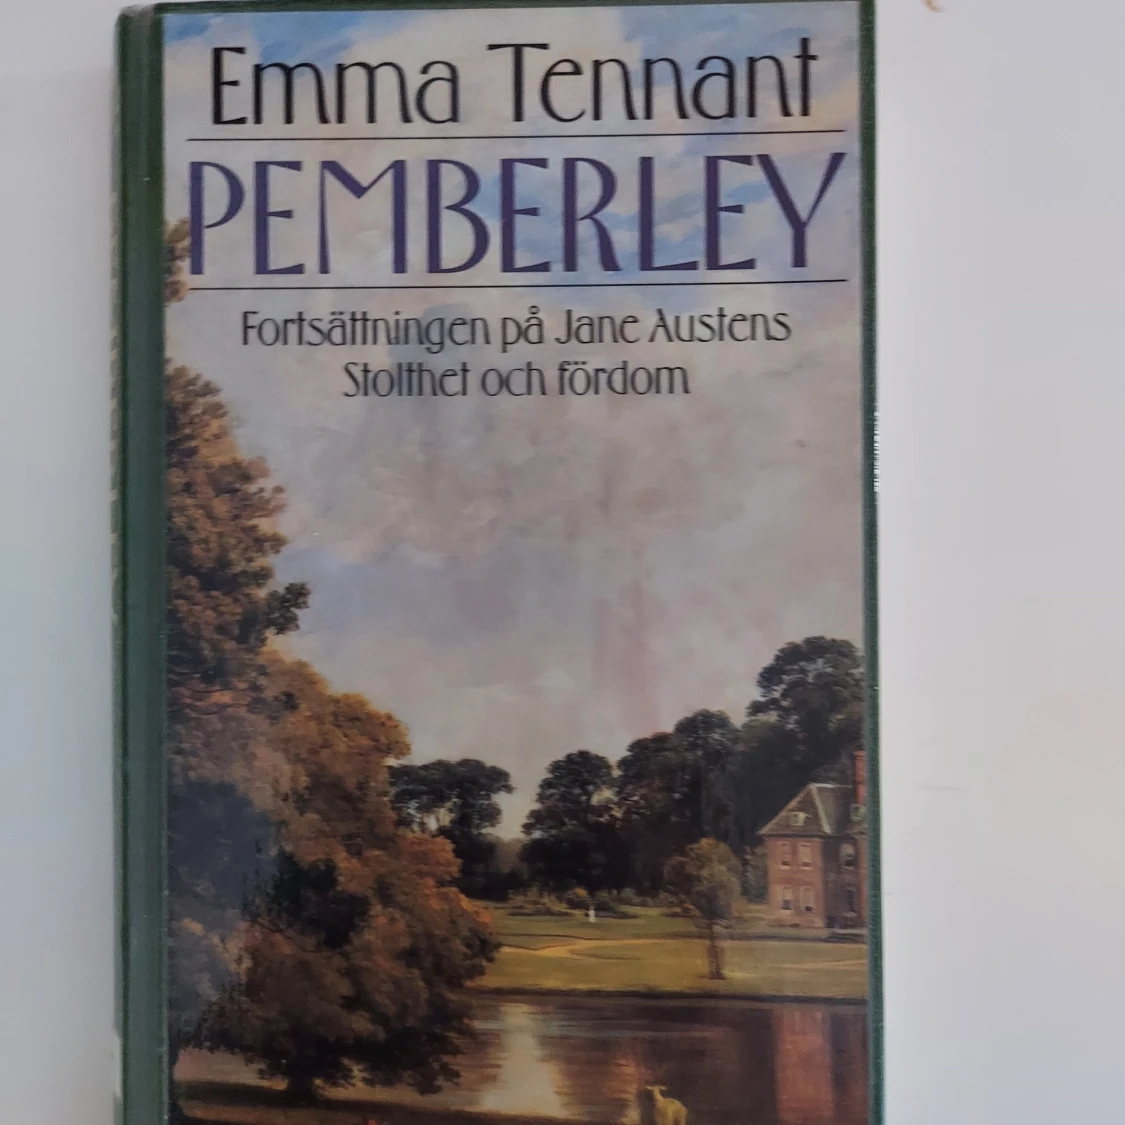 Emma Tennant
PEMBERLEY
Fortsättningen på Jane Austens
Stolthet och fördom